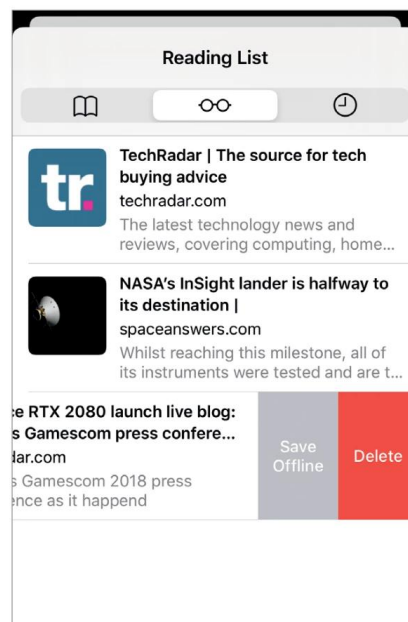 Reading List
tr.
TechRadar | The source for tech
buying advice
techradar.com
The latest technology news and
reviews, covering computing, home...
NASA's InSight lander is halfway to
its destination |
spaceanswers.com
Whilst reaching this milestone, all of
its instruments were tested and are t...
e RTX 2080 launch live blog:
s Gamescom press confere...
dar.com
s Gamescom 2018 press
ence as it happend
Save
Offline
Delete